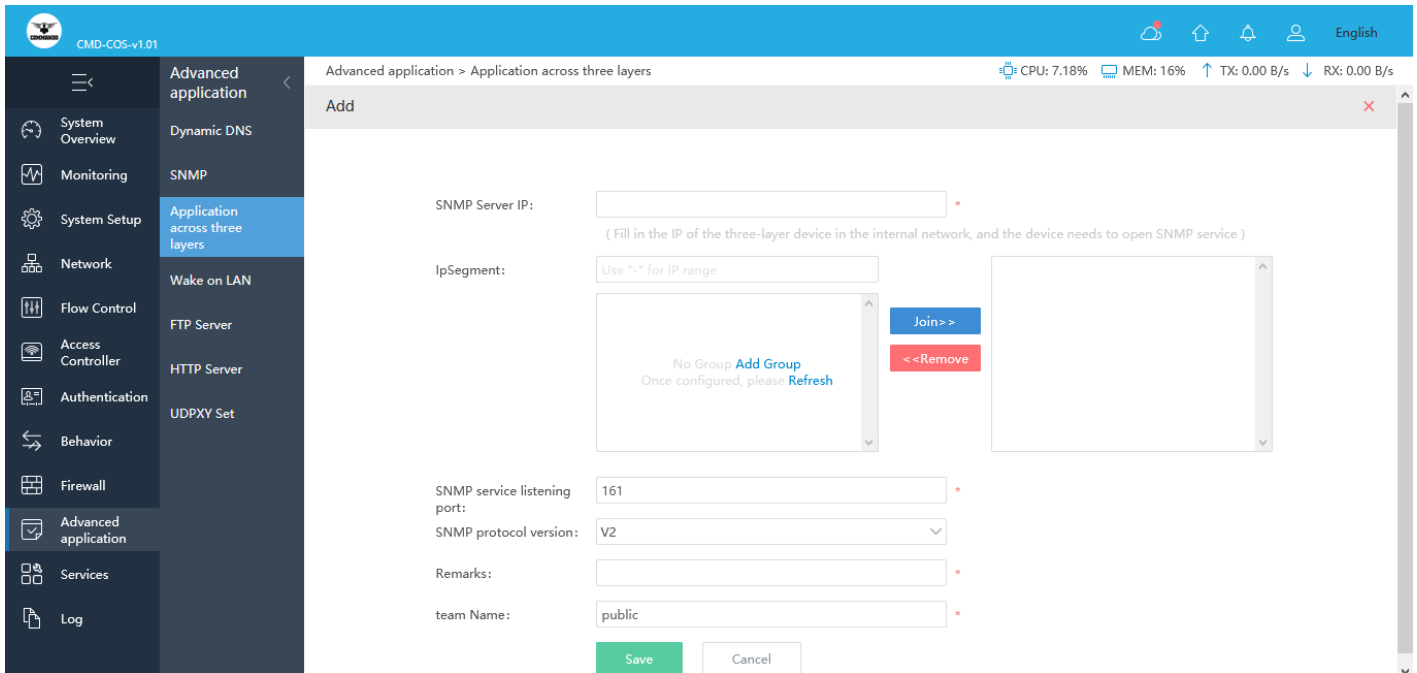 COMMANDO
CMD-COS-v1.01
English
Advanced application
Advanced application > Application across three layers
CPU: 7.18%
MEM: 16%
TX: 0.00 B/s
RX: 0.00 B/s
System Overview
Monitoring
System Setup
Network
Flow Control
Access Controller
Authentication
Behavior
Firewall
Advanced application
Services
Log
Dynamic DNS
SNMP
Application across three layers
Wake on LAN
FTP Server
HTTP Server
UDPXY Set
Add
SNMP Server IP:
*
( Fill in the IP of the three-layer device in the internal network, and the device needs to open SNMP service )
IpSegment:
Use "-" for IP range
No Group Add Group
Once configured, please Refresh
Join>>
<<Remove
SNMP service listening port:
161
*
SNMP protocol version:
V2
Remarks:
*
team Name:
public
*
Save
Cancel